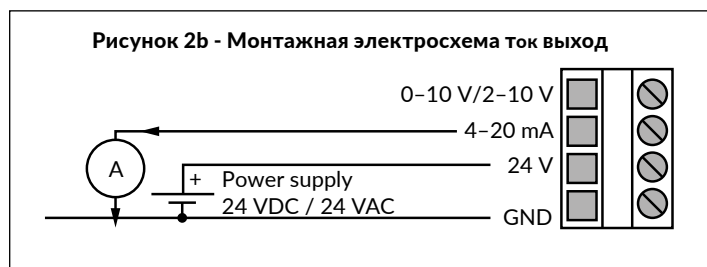 Рисунок 2b - Монтажная электросхема ток выход
0–10 V/2–10 V
4–20 mA
A
24 V
+
Power supply
24 VDC / 24 VAC
GND